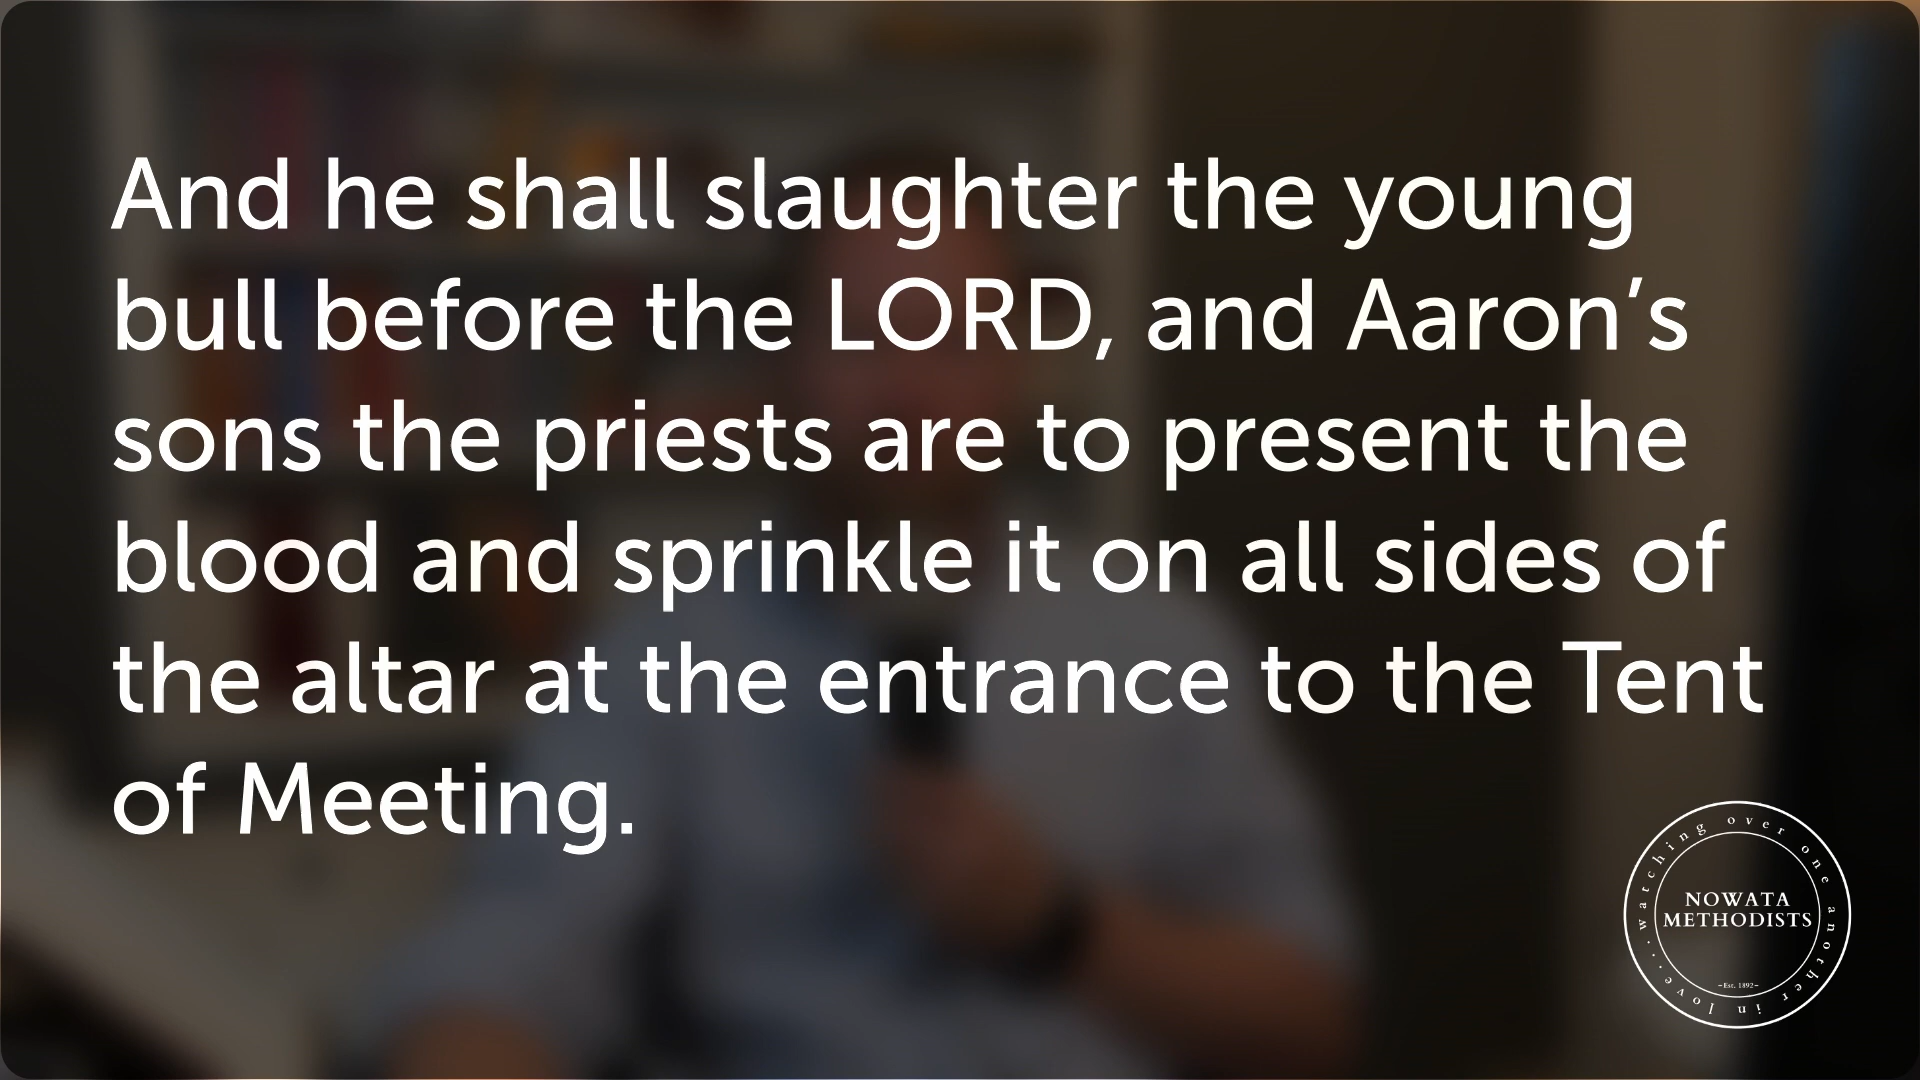 And he shall slaughter the young
bull before the LORD, and Aaron’s
sons the priests are to present the
blood and sprinkle it on all sides of
the altar at the entrance to the Tent
of Meeting.
watching over one another in love...
NOWATA
METHODISTS
~Est. 1892~